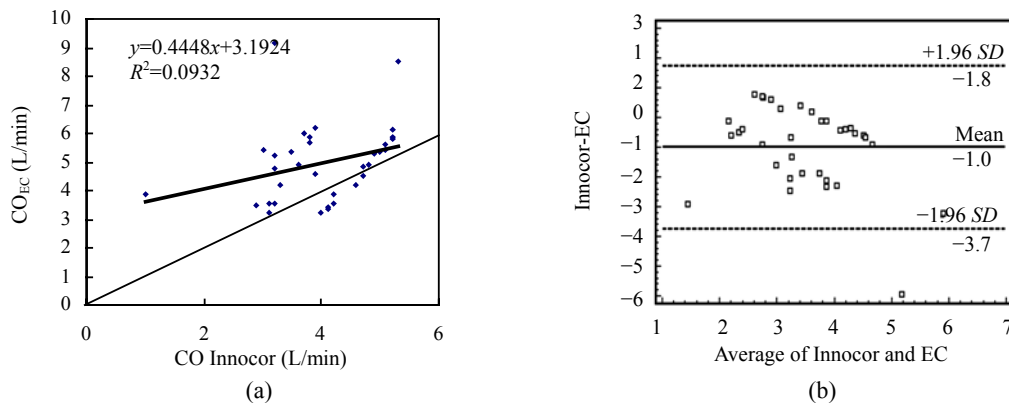 10
9
8
7
6
5
4
3
2
1
0
y=0.4448x+3.1924
R²=0.0932
CO_EC (L/min)
0 2 4 6
CO Innocor (L/min)
(a)
3
1
0
−1
−2
−3
−4
−5
−6
Innocor-EC
+1.96 SD
−1.8
Mean
−1.0
−1.96 SD
−3.7
1 2 3 4 5 6 7
Average of Innocor and EC
(b)